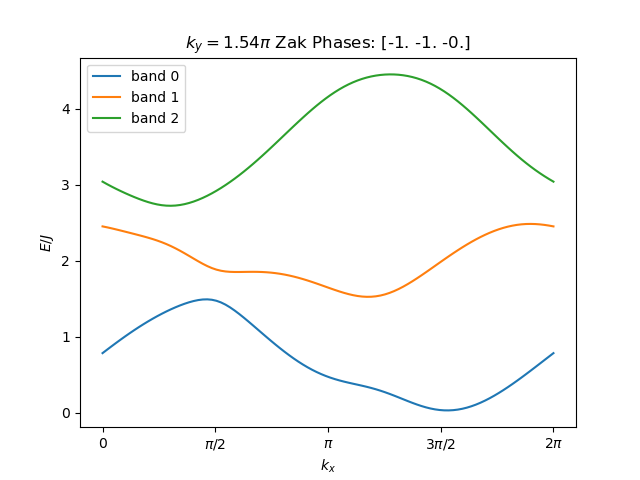 $k_y = 1.54\pi$ Zak Phases: [-1. -1. -0.]
band 0
band 1
band 2
4
3
2
1
0
E/J
0 π/2 π 3π/2 2π
$k_x$